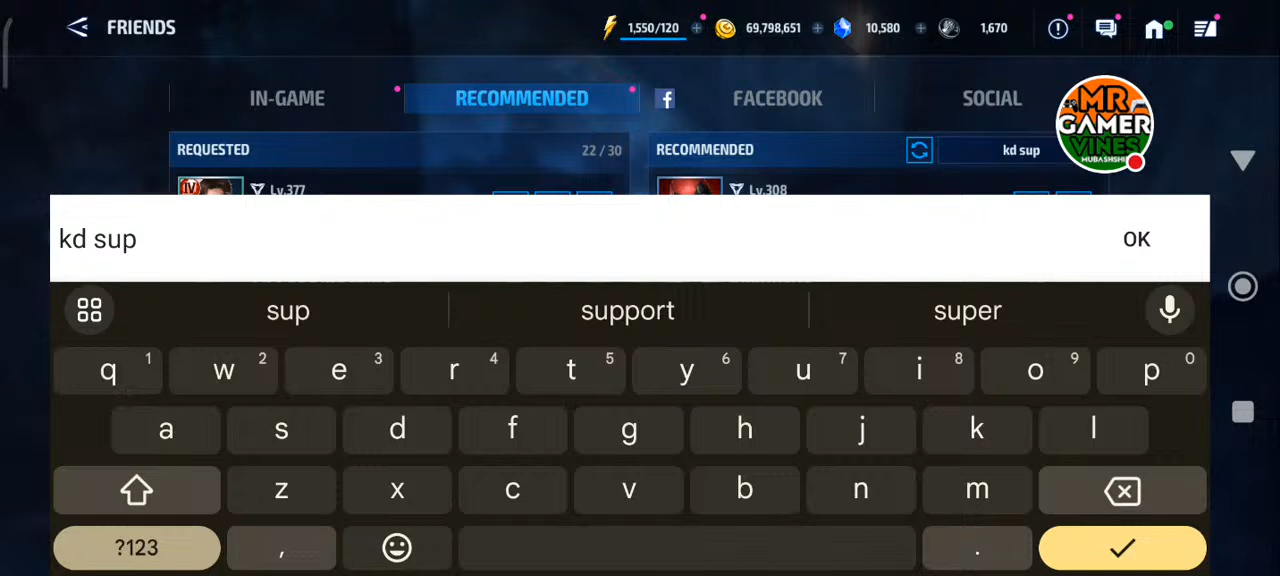 FRIENDS
1,550/120
69,798,651
10,580
1,670
IN-GAME
RECOMMENDED
FACEBOOK
SOCIAL
REQUESTED
22 / 30
RECOMMENDED
kd sup
MR
GAMER
VINES
Lv.377
Lv.308
kd sup
OK
sup
support
super
q 1 w 2 e 3 r 4 t 5 y 6 u 7 i 8 o 9 p 0
a s d f g h j k l
z x c v b n m
?123 , .